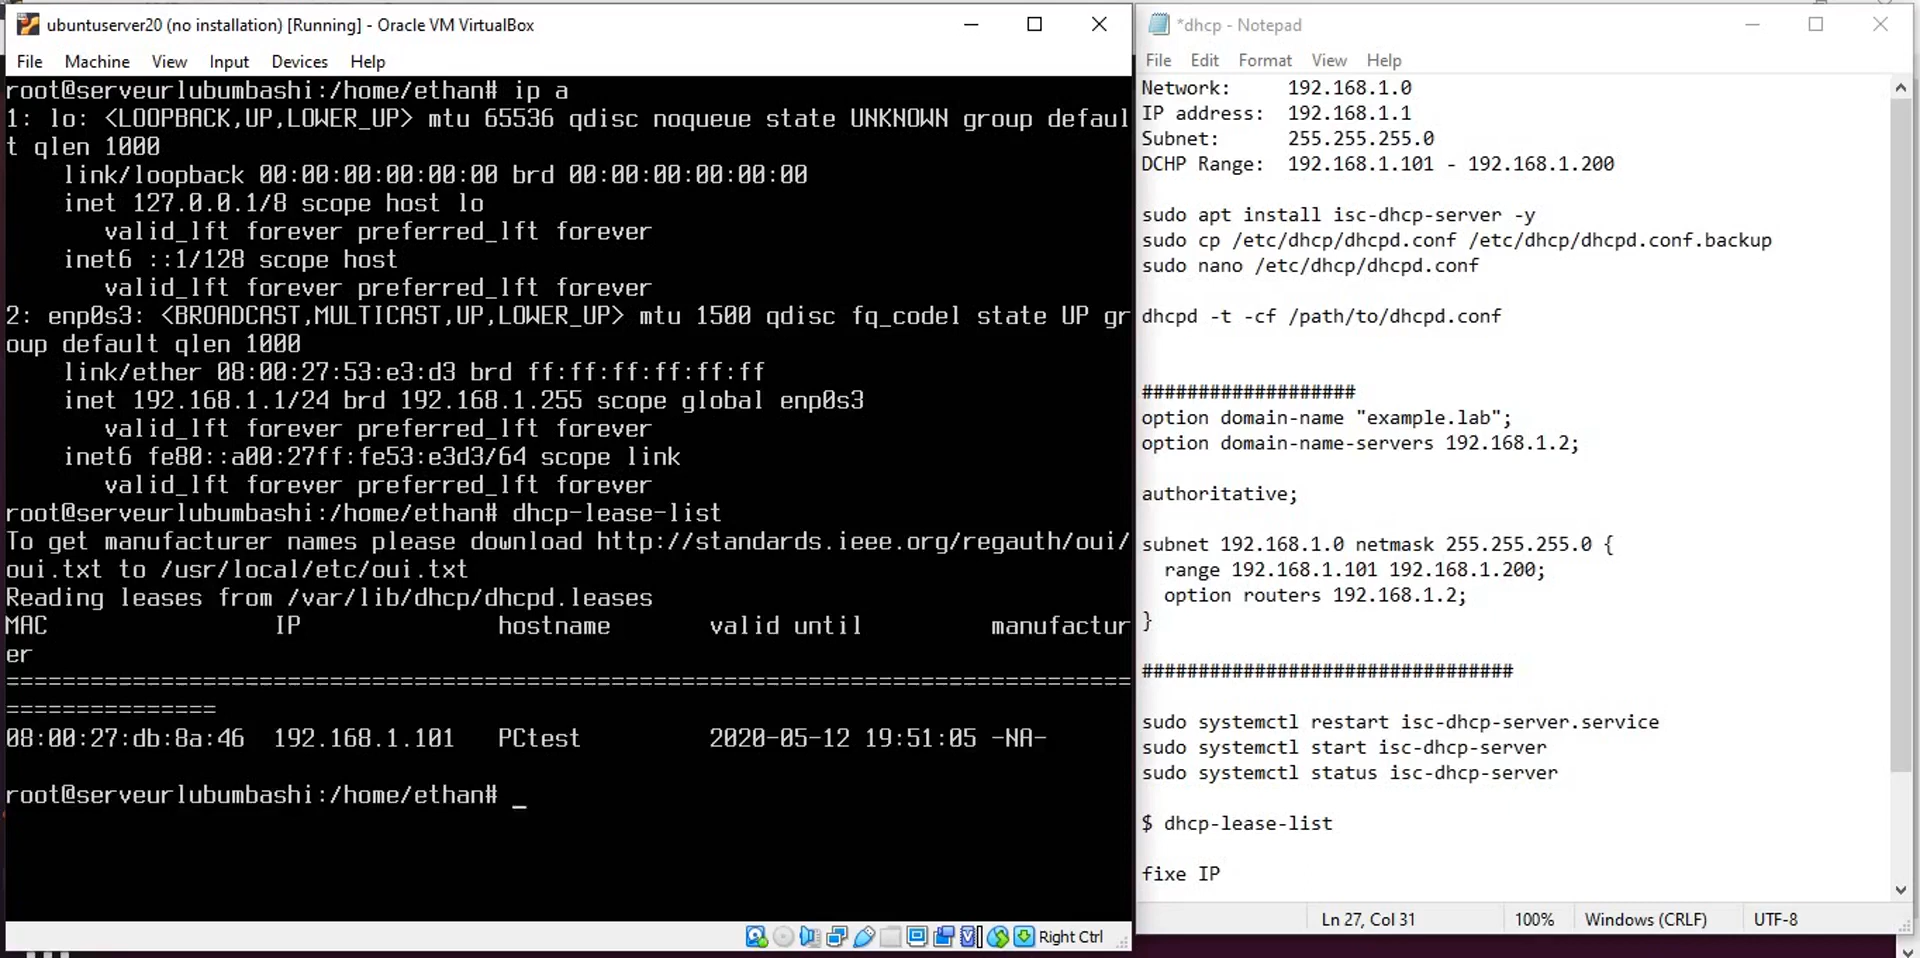 ubuntuserver20 (no installation) [Running] - Oracle VM VirtualBox
File Machine View Input Devices Help
root@serveurlubumbashi:/home/ethan# ip a
1: lo: <LOOPBACK,UP,LOWER_UP> mtu 65536 qdisc noqueue state UNKNOWN group defaul
t qlen 1000
link/loopback 00:00:00:00:00:00 brd 00:00:00:00:00:00
inet 127.0.0.1/8 scope host lo
valid_lft forever preferred_lft forever
inet6 ::1/128 scope host
valid_lft forever preferred_lft forever
2: enp0s3: <BROADCAST,MULTICAST,UP,LOWER_UP> mtu 1500 qdisc fq_codel state UP gr
oup default qlen 1000
link/ether 08:00:27:53:e3:d3 brd ff:ff:ff:ff:ff:ff
inet 192.168.1.1/24 brd 192.168.1.255 scope global enp0s3
valid_lft forever preferred_lft forever
inet6 fe80::a00:27ff:fe53:e3d3/64 scope link
valid_lft forever preferred_lft forever
root@serveurlubumbashi:/home/ethan# dhcp-lease-list
To get manufacturer names please download http://standards.ieee.org/regauth/oui/
oui.txt to /usr/local/etc/oui.txt
Reading leases from /var/lib/dhcp/dhcpd.leases
MAC IP hostname valid until manufactur
er
================================================================================
===============
08:00:27:db:8a:46 192.168.1.101 PCtest 2020-05-12 19:51:05 -NA-
root@serveurlubumbashi:/home/ethan# _
Right Ctrl
*dhcp - Notepad
File Edit Format View Help
Network: 192.168.1.0
IP address: 192.168.1.1
Subnet: 255.255.255.0
DCHP Range: 192.168.1.101 - 192.168.1.200
sudo apt install isc-dhcp-server -y
sudo cp /etc/dhcp/dhcpd.conf /etc/dhcp/dhcpd.conf.backup
sudo nano /etc/dhcp/dhcpd.conf
dhcpd -t -cf /path/to/dhcpd.conf
###################
option domain-name "example.lab";
option domain-name-servers 192.168.1.2;
authoritative;
subnet 192.168.1.0 netmask 255.255.255.0 {
range 192.168.1.101 192.168.1.200;
option routers 192.168.1.2;
}
#################################
sudo systemctl restart isc-dhcp-server.service
sudo systemctl start isc-dhcp-server
sudo systemctl status isc-dhcp-server
$ dhcp-lease-list
fixe IP
Ln 27, Col 31 100% Windows (CRLF) UTF-8